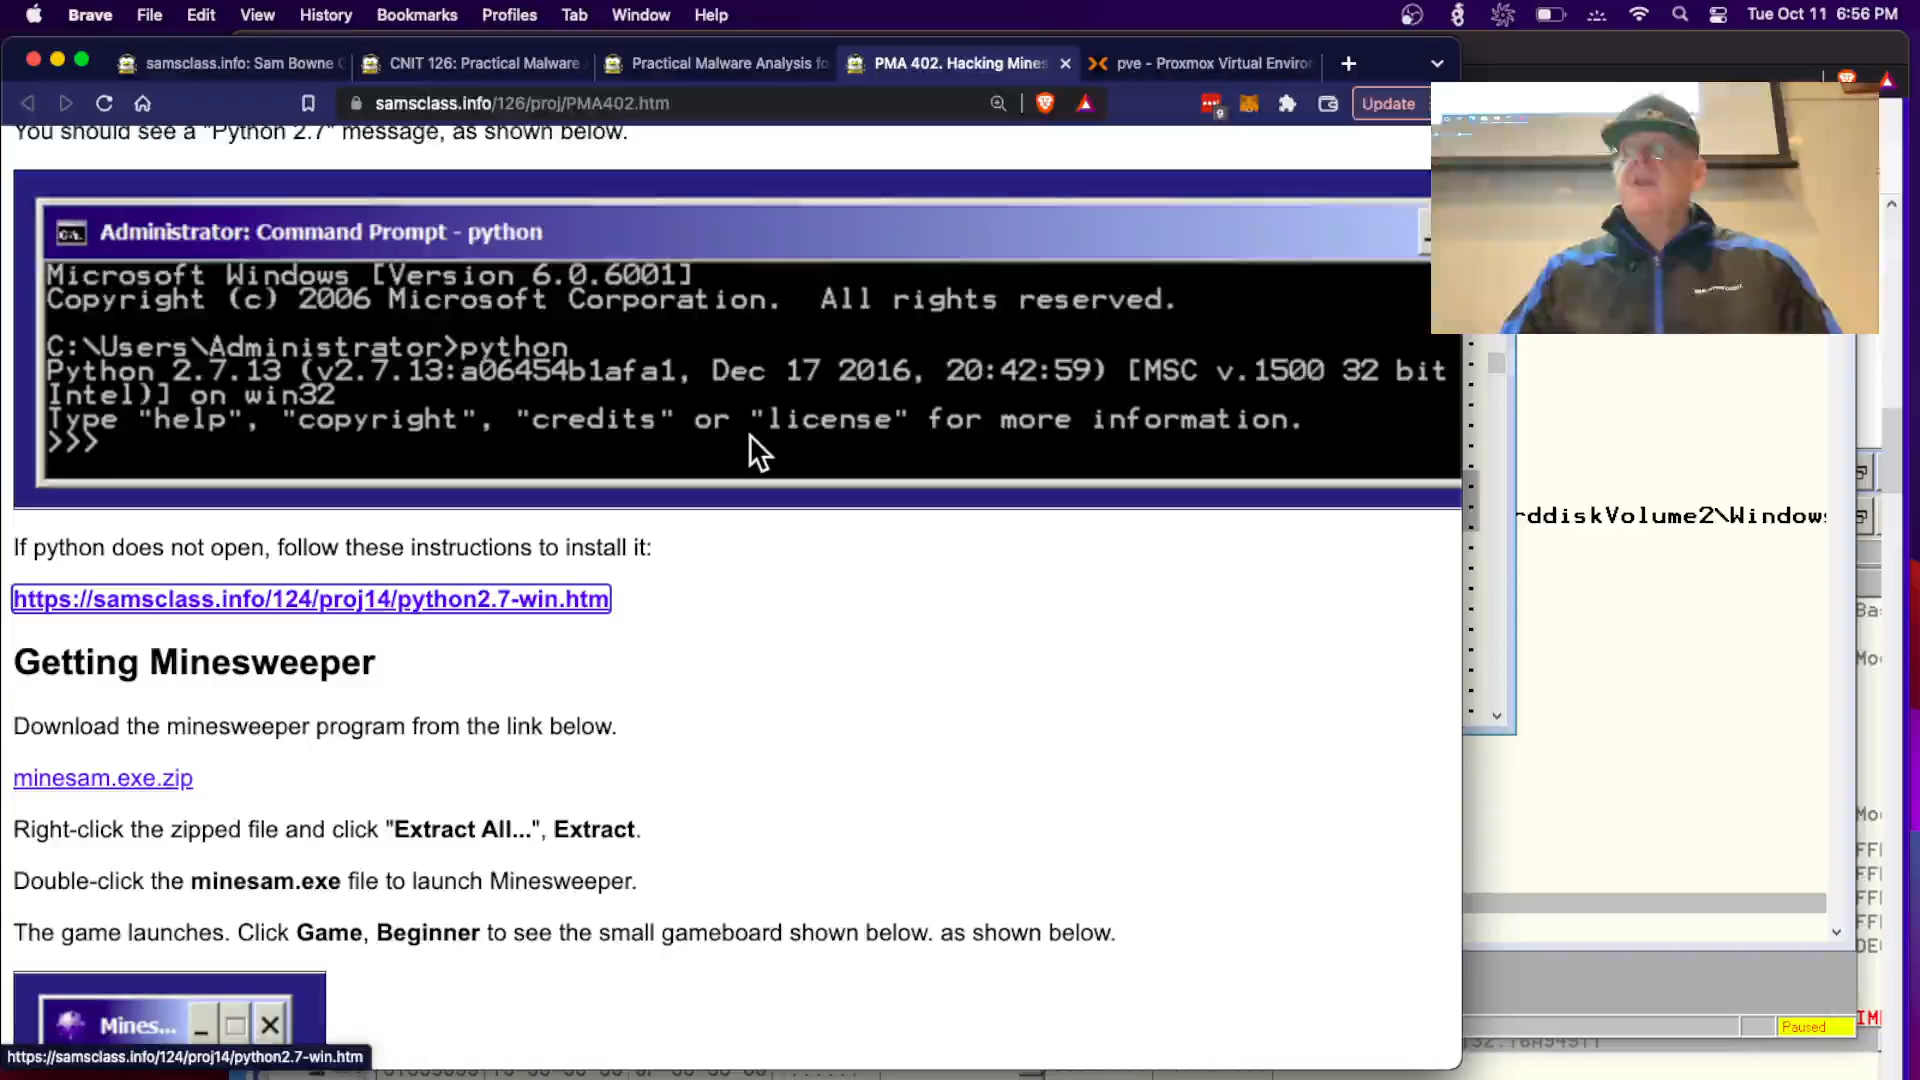 Brave File Edit View History Bookmarks Profiles Tab Window Help
Tue Oct 11 6:56 PM
samsclass.info: Sam Bowne
CNIT 126: Practical Malware
Practical Malware Analysis fo
PMA 402. Hacking Mines
pve - Proxmox Virtual Enviror
samsclass.info/126/proj/PMA402.htm
9
Update
You should see a "Python 2.7" message, as shown below.
Administrator: Command Prompt - python
Microsoft Windows [Version 6.0.6001]
Copyright (c) 2006 Microsoft Corporation. All rights reserved.
C:\Users\Administrator>python
Python 2.7.13 (v2.7.13:a06454b1afa1, Dec 17 2016, 20:42:59) [MSC v.1500 32 bit
Intel)] on win32
Type "help", "copyright", "credits" or "license" for more information.
>>>
If python does not open, follow these instructions to install it:
https://samsclass.info/124/proj14/python2.7-win.htm
Getting Minesweeper
Download the minesweeper program from the link below.
minesam.exe.zip
Right-click the zipped file and click "Extract All...", Extract.
Double-click the minesam.exe file to launch Minesweeper.
The game launches. Click Game, Beginner to see the small gameboard shown below. as shown below.
Mines...
https://samsclass.info/124/proj14/python2.7-win.htm
rddiskVolume2\Windows
Paused